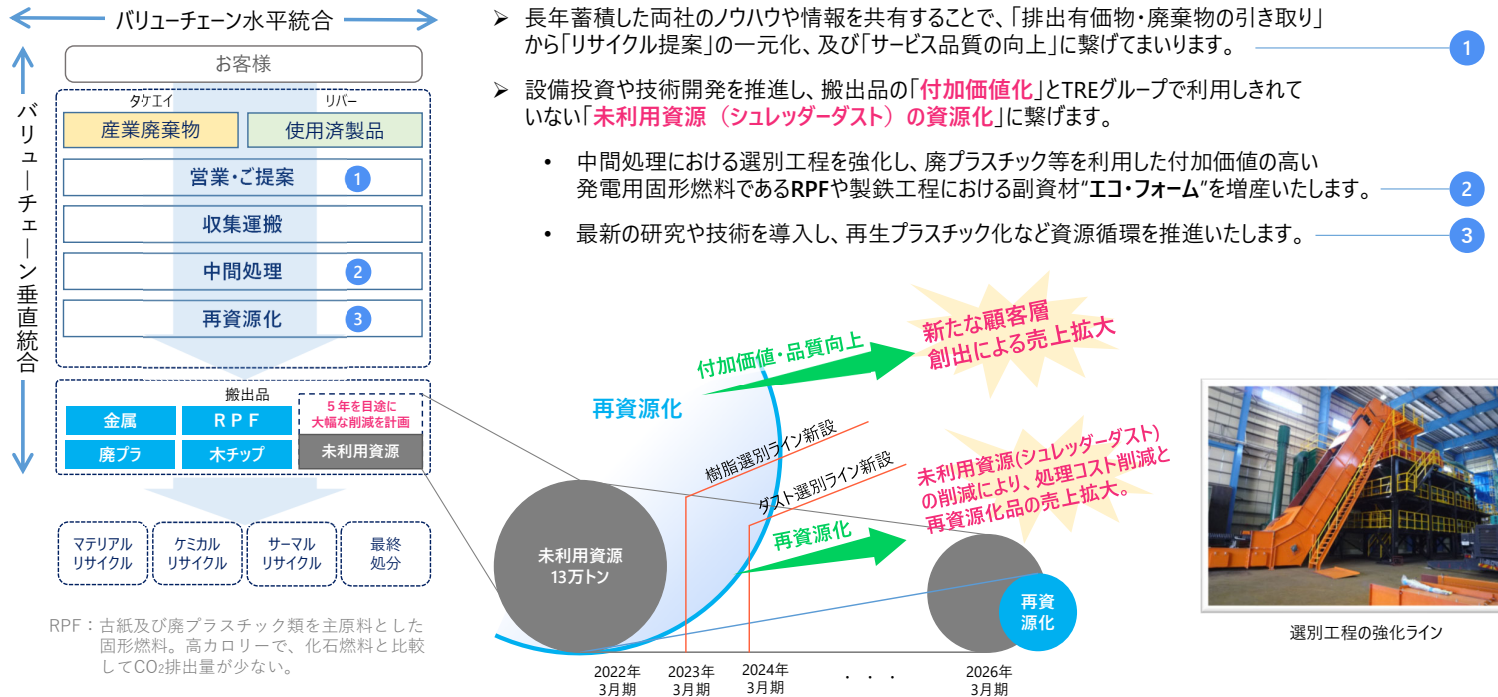 バリューチェーン水平統合
バリューチェーン垂直統合
お客様
タケエイ
リバー
産業廃棄物
使用済製品
営業・ご提案 1
収集運搬
中間処理 2
再資源化 3
搬出品
金属
RPF
廃プラ
木チップ
5年を目途に
大幅な削減を計画
未利用資源
マテリアル
リサイクル
ケミカル
リサイクル
サーマル
リサイクル
最終
処分
RPF：古紙及び廃プラスチック類を主原料とした
固形燃料。高カロリーで、化石燃料と比較
してCO2排出量が少ない。
➢ 長年蓄積した両社のノウハウや情報を共有することで、「排出有価物・廃棄物の引き取り」
から「リサイクル提案」の一元化、及び「サービス品質の向上」に繋げてまいります。 1
➢ 設備投資や技術開発を推進し、搬出品の「付加価値化」とTREグループで利用しきれて
いない「未利用資源（シュレッダーダスト）の資源化」に繋げます。
• 中間処理における選別工程を強化し、廃プラスチック等を利用した付加価値の高い
発電用固形燃料であるRPFや製鉄工程における副資材“エコ・フォーム”を増産いたします。 2
• 最新の研究や技術を導入し、再生プラスチック化など資源循環を推進いたします。 3
付加価値・品質向上
新たな顧客層
創出による売上拡大
再資源化
樹脂選別ライン新設
ダスト選別ライン新設
再資源化
未利用資源(シュレッダーダスト)
の削減により、処理コスト削減と
再資源化品の売上拡大。
未利用資源
13万トン
再資
源化
2022年
3月期
2023年
3月期
2024年
3月期
・・・
2026年
3月期
選別工程の強化ライン